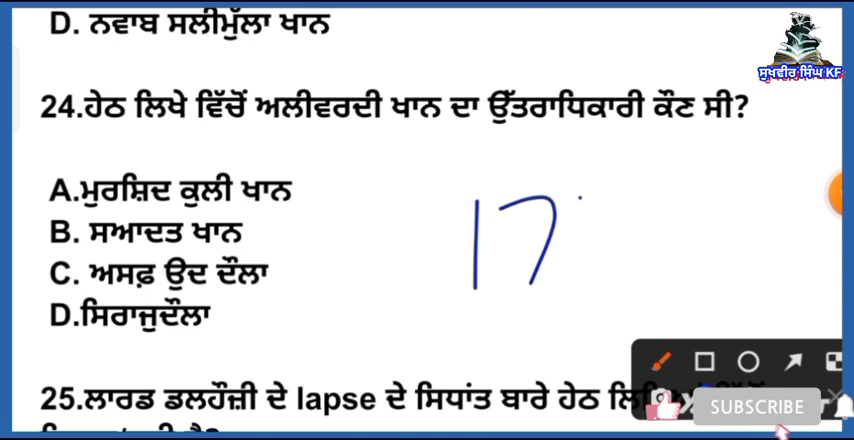 D. ਨਵਾਬ ਸਲੀਮੁੱਲਾ ਖਾਨ
ਸੁਖਵੀਰ ਸਿੰਘ KF
24.ਹੇਠ ਲਿਖੇ ਵਿੱਚੋਂ ਅਲੀਵਰਦੀ ਖਾਨ ਦਾ ਉੱਤਰਾਧਿਕਾਰੀ ਕੌਣ ਸੀ?
A.ਮੁਰਸ਼ਿਦ ਕੁਲੀ ਖਾਨ
B. ਸਆਦਤ ਖਾਨ
C. ਅਸਫ਼ ਉਦ ਦੌਲਾ
D.ਸਿਰਾਜੁਦੌਲਾ
17
25.ਲਾਰਡ ਡਲਹੌਜ਼ੀ ਦੇ lapse ਦੇ ਸਿਧਾਂਤ ਬਾਰੇ ਹੇਠ
SUBSCRIBE